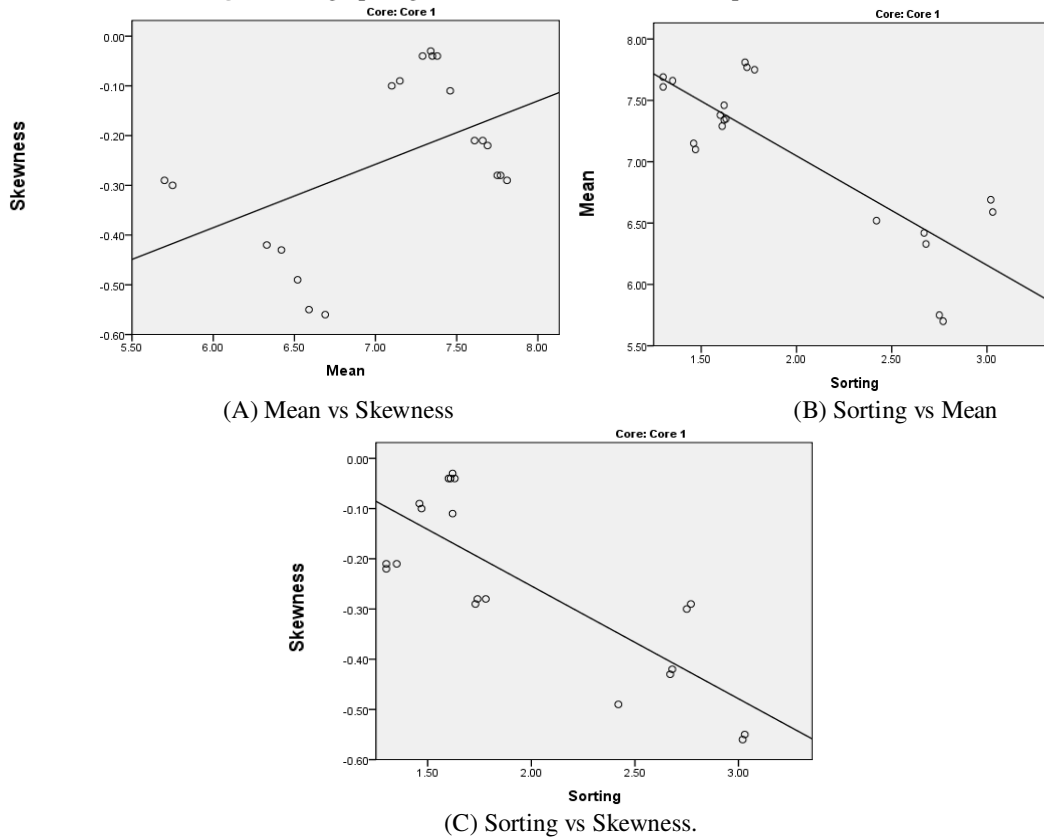 Core: Core 1
0.00
-0.10
-0.20
-0.30
-0.40
-0.50
-0.60
Skewness
5.50 6.00 6.50 7.00 7.50 8.00
Mean
(A) Mean vs Skewness
Core: Core 1
8.00
7.50
7.00
6.50
6.00
5.50
Mean
1.50 2.00 2.50 3.00
Sorting
(B) Sorting vs Mean
Core: Core 1
0.00
-0.10
-0.20
-0.30
-0.40
-0.50
-0.60
Skewness
1.50 2.00 2.50 3.00
Sorting
(C) Sorting vs Skewness.